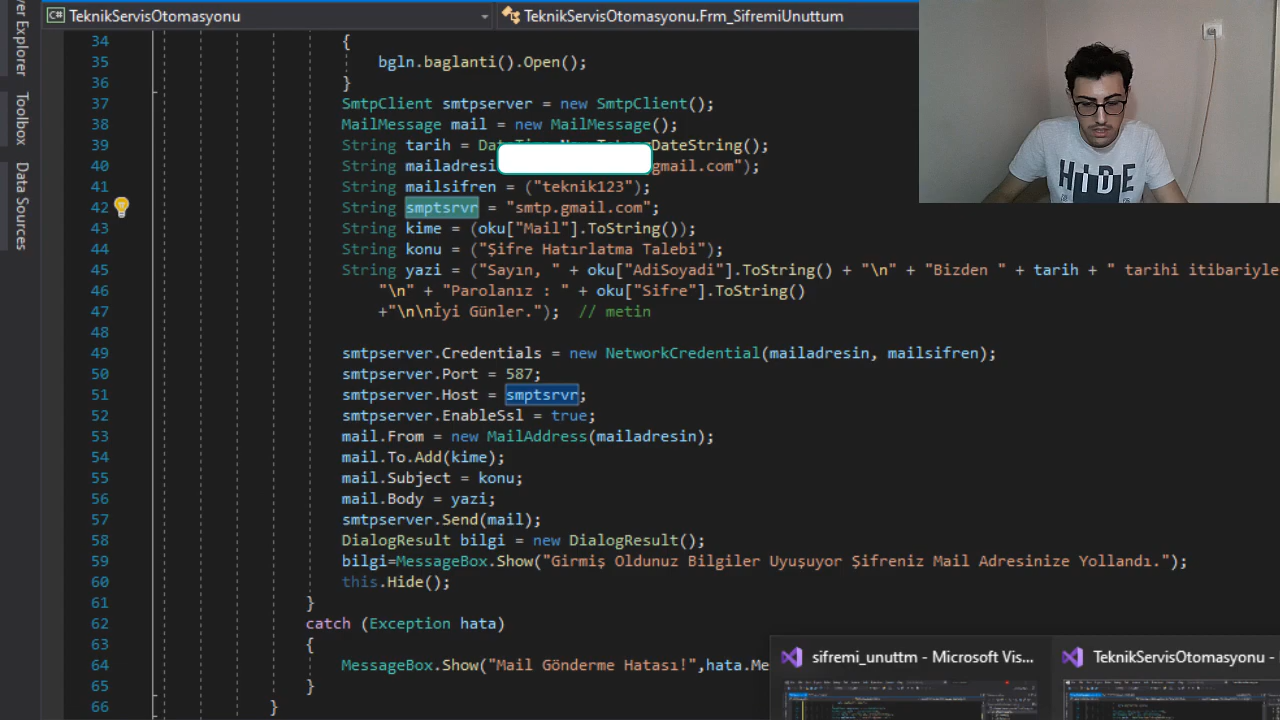 TeknikServisOtomasyonu
TeknikServisOtomasyonu.Frm_SifremiUnuttum
er Explorer
Toolbox
Data Sources
34 {
35 bgln.baglanti().Open();
36 }
37 SmtpClient smtpserver = new SmtpClient();
38 MailMessage mail = new MailMessage();
39 String tarih = DateString();
40 String mailadresi gmail.com");
41 String mailsifren = ("teknik123");
42 String smptsrvr = "smtp.gmail.com";
43 String kime = (oku["Mail"].ToString());
44 String konu = ("Şifre Hatırlatma Talebi");
45 String yazi = ("Sayın, " + oku["AdiSoyadi"].ToString() + "\n" + "Bizden " + tarih + " tarihi itibariyle
46 "\n" + "Parolanız : " + oku["Sifre"].ToString()
47 +"\n\nİyi Günler."); // metin
48
49 smtpserver.Credentials = new NetworkCredential(mailadresin, mailsifren);
50 smtpserver.Port = 587;
51 smtpserver.Host = smptsrvr;
52 smtpserver.EnableSsl = true;
53 mail.From = new MailAddress(mailadresin);
54 mail.To.Add(kime);
55 mail.Subject = konu;
56 mail.Body = yazi;
57 smtpserver.Send(mail);
58 DialogResult bilgi = new DialogResult();
59 bilgi=MessageBox.Show("Girmiş Oldunuz Bilgiler Uyuşuyor Şifreniz Mail Adresinize Yollandı.");
60 this.Hide();
61 }
62 catch (Exception hata)
63 {
64 MessageBox.Show("Mail Gönderme Hatası!",hata.Me
65 }
66 }
HIDE
sifremi_unuttm - Microsoft Vis...
TeknikServisOtomasyonu -